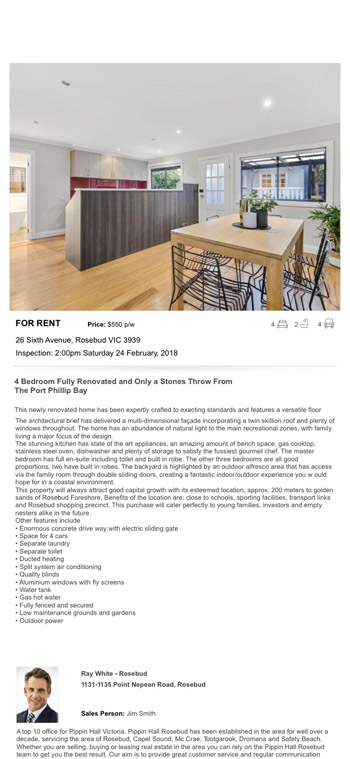 FOR RENT Price: $550 p/w 4 2 4
26 Sixth Avenue, Rosebud VIC 3939
Inspection: 2:00pm Saturday 24 February, 2018
4 Bedroom Fully Renovated and Only a Stones Throw From
The Port Phillip Bay
This newly renovated home has been expertly crafted to exacting standards and features a versatile floor
The architectural brief has delivered a multi-dimensional façade incorporating a twin skillion roof and plenty of
windows throughout. The home has an abundance of natural light to the main recreational zones, with family
living a major focus of the design.
The stunning kitchen has state of the art appliances, an amazing amount of bench space, gas cooktop,
stainless steel oven, dishwasher and plenty of storage to satisfy the fussiest gourmet chef. The master
bedroom has full en-suite including toilet and built in robe. The other three bedrooms are all good
proportions, two have built in robes. The backyard is highlighted by an outdoor alfresco area that has access
via the family room through double sliding doors, creating a fantastic indoor/outdoor experience you w ould
hope for in a coastal environment.
This property will always attract good capital growth with its esteemed location, approx. 200 meters to golden
sands of Rosebud Foreshore. Benefits of the location are: close to schools, sporting facilities, transport links
and Rosebud shopping precinct. This purchase will cater perfectly to young families, investors and empty
nesters alike in the future.
Other features include
• Enormous concrete drive way with electric sliding gate
• Space for 4 cars
• Separate laundry
• Separate toilet
• Ducted heating
• Split system air conditioning
• Quality blinds
• Aluminium windows with fly screens
• Water tank
• Gas hot water
• Fully fenced and secured
• Low maintenance grounds and gardens
• Outdoor power
Ray White - Rosebud
1131-1135 Point Nepean Road, Rosebud
Sales Person: Jim Smith
A top 10 office for Pippin Hall Victoria, Pippin Hall Rosebud has been established in the area for well over a
decade, servicing the area of Rosebud, Capel Sound, Mc Crae, Tootgarook, Dromana and Safety Beach.
Whether you are selling, buying or leasing real estate in the area you can rely on the Pippin Hall Rosebud
team to get you the best result. Our aim is to provide great customer service and regular communication